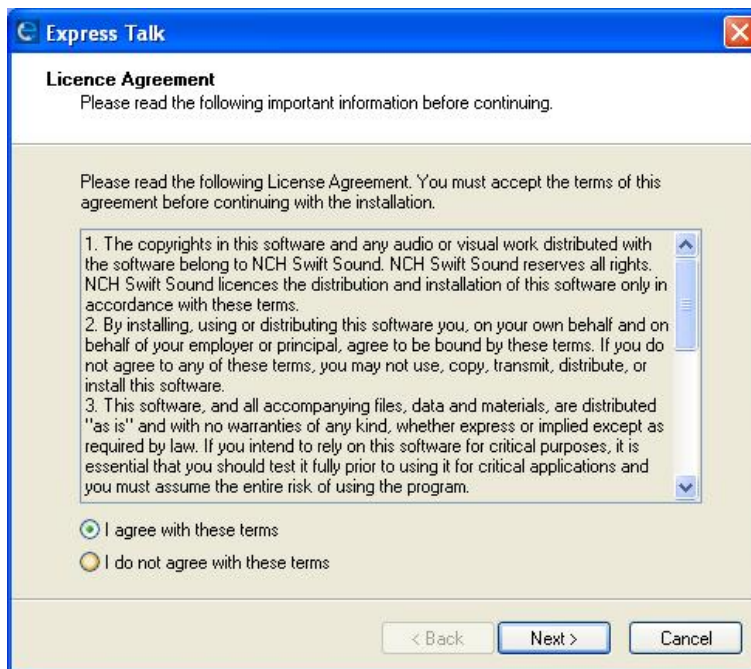 Express Talk
Licence Agreement
Please read the following important information before continuing.
Please read the following License Agreement. You must accept the terms of this
agreement before continuing with the installation.
1. The copyrights in this software and any audio or visual work distributed with
the software belong to NCH Swift Sound. NCH Swift Sound reserves all rights.
NCH Swift Sound licences the distribution and installation of this software only in
accordance with these terms.
2. By installing, using or distributing this software you, on your own behalf and on
behalf of your employer or principal, agree to be bound by these terms. If you do
not agree to any of these terms, you may not use, copy, transmit, distribute, or
install this software.
3. This software, and all accompanying files, data and materials, are distributed
"as is" and with no warranties of any kind, whether express or implied except as
required by law. If you intend to rely on this software for critical purposes, it is
essential that you should test it fully prior to using it for critical applications and
you must assume the entire risk of using the program.
I agree with these terms
I do not agree with these terms
< Back
Next >
Cancel